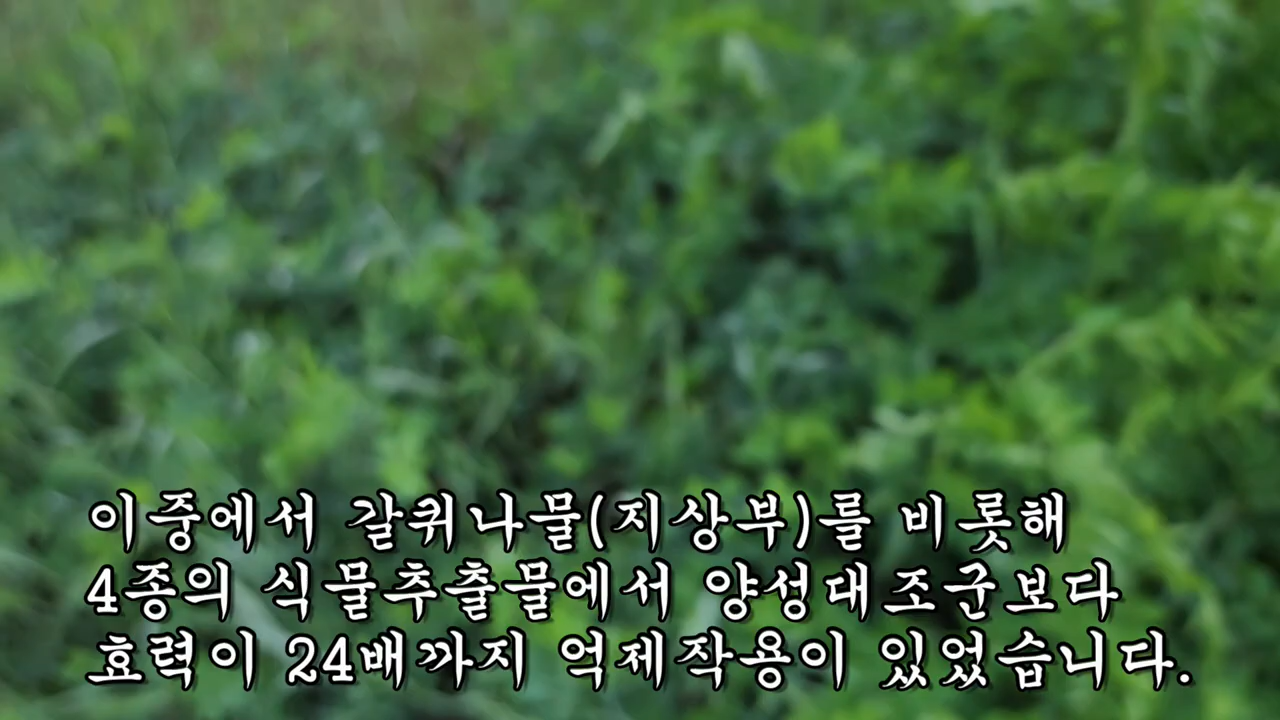 이중에서 갈퀴나물(지상부)를 비롯해
4종의 식물추출물에서 양성대조군보다
효력이 24배까지 억제작용이 있었습니다.